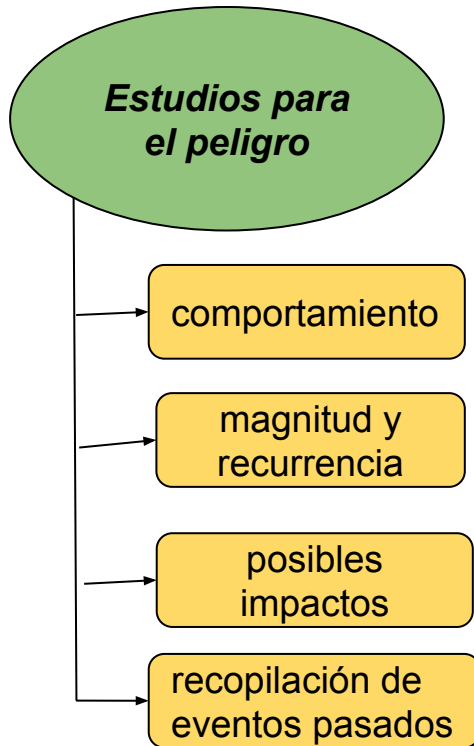 Estudios para
el peligro
comportamiento
magnitud y
recurrencia
posibles
impactos
recopilación de
eventos pasados